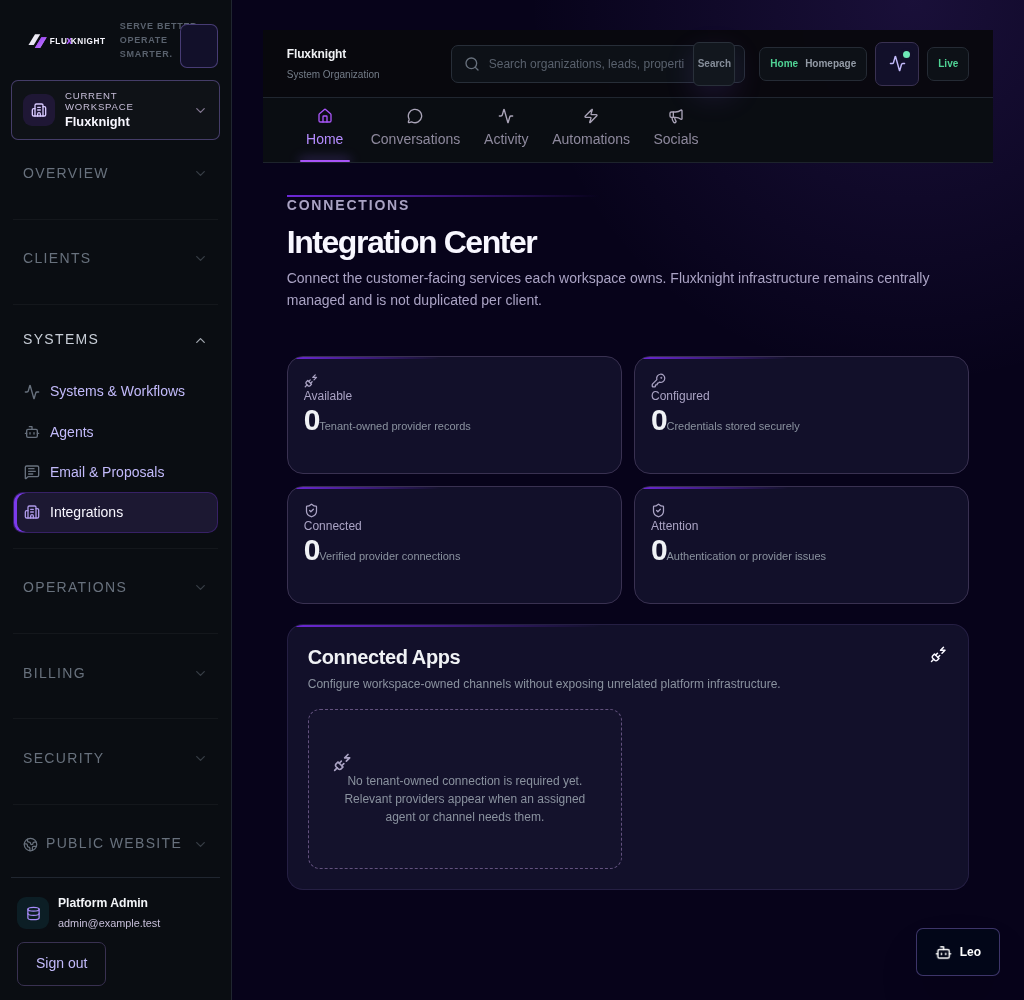 FLUXKNIGHT
SERVE BETTER.
OPERATE
SMARTER.
CURRENT
WORKSPACE
Fluxknight
OVERVIEW
CLIENTS
SYSTEMS
Systems & Workflows
Agents
Email & Proposals
Integrations
OPERATIONS
BILLING
SECURITY
PUBLIC WEBSITE
Platform Admin
admin@example.test
Sign out
Fluxknight
System Organization
Search organizations, leads, properti
Search
Home Homepage
Live
Home
Conversations
Activity
Automations
Socials
CONNECTIONS
Integration Center
Connect the customer-facing services each workspace owns. Fluxknight infrastructure remains centrally
managed and is not duplicated per client.
Available
0 Tenant-owned provider records
Configured
0 Credentials stored securely
Connected
0 Verified provider connections
Attention
0 Authentication or provider issues
Connected Apps
Configure workspace-owned channels without exposing unrelated platform infrastructure.
No tenant-owned connection is required yet.
Relevant providers appear when an assigned
agent or channel needs them.
Leo